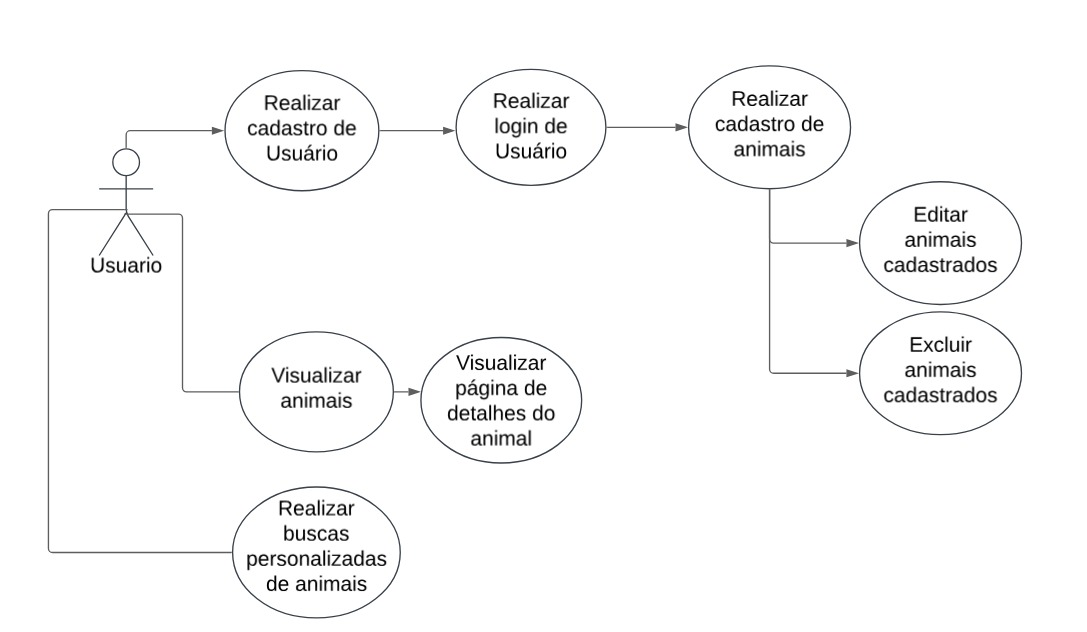 Realizar
cadastro de
Usuário
Realizar
login de
Usuário
Realizar
cadastro de
animais
Usuario
Editar
animais
cadastrados
Excluir
animais
cadastrados
Visualizar
animais
Visualizar
página de
detalhes do
animal
Realizar
buscas
personalizadas
de animais